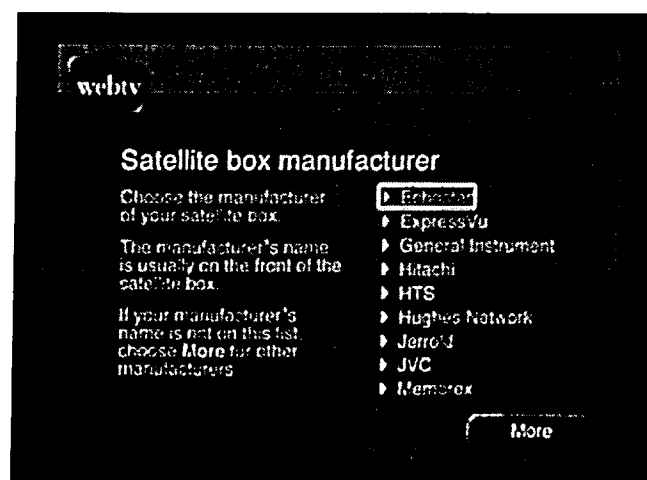 webtv
Satellite box manufacturer
Choose the manufacturer
of your satellite box.
The manufacturer's name
is usually on the front of the
satellite box.
If your manufacturer's
name is not on this list,
choose More for other
manufacturers
Echostar
ExpressVu
General Instrument
Hitachi
HTS
Hughes Network
Jerrold
JVC
Memorex
More